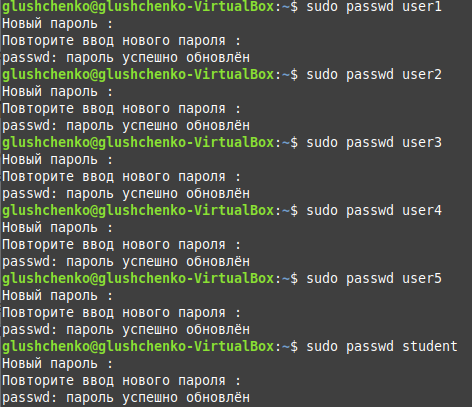 glushchenko@glushchenko-VirtualBox:~$ sudo passwd user1
Новый пароль :
Повторите ввод нового пароля :
passwd: пароль успешно обновлён
glushchenko@glushchenko-VirtualBox:~$ sudo passwd user2
Новый пароль :
Повторите ввод нового пароля :
passwd: пароль успешно обновлён
glushchenko@glushchenko-VirtualBox:~$ sudo passwd user3
Новый пароль :
Повторите ввод нового пароля :
passwd: пароль успешно обновлён
glushchenko@glushchenko-VirtualBox:~$ sudo passwd user4
Новый пароль :
Повторите ввод нового пароля :
passwd: пароль успешно обновлён
glushchenko@glushchenko-VirtualBox:~$ sudo passwd user5
Новый пароль :
Повторите ввод нового пароля :
passwd: пароль успешно обновлён
glushchenko@glushchenko-VirtualBox:~$ sudo passwd student
Новый пароль :
Повторите ввод нового пароля :
passwd: пароль успешно обновлён